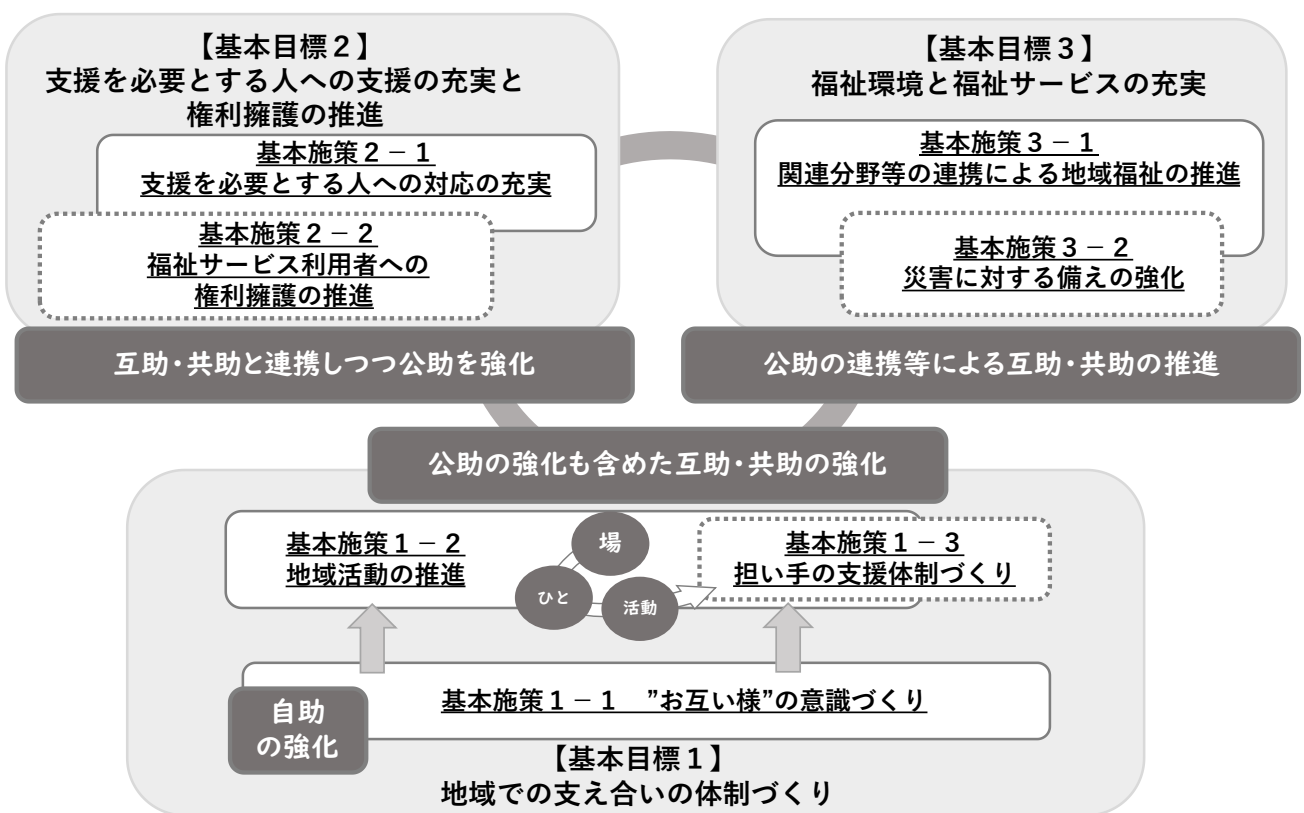 【基本目標２】
支援を必要とする人への支援の充実と
権利擁護の推進
基本施策２－１
支援を必要とする人への対応の充実
基本施策２－２
福祉サービス利用者への
権利擁護の推進
互助・共助と連携しつつ公助を強化
【基本目標３】
福祉環境と福祉サービスの充実
基本施策３－１
関連分野等の連携による地域福祉の推進
基本施策３－２
災害に対する備えの強化
公助の連携等による互助・共助の推進
公助の強化も含めた互助・共助の強化
基本施策１－２
地域活動の推進
場
ひと
活動
基本施策１－３
担い手の支援体制づくり
基本施策１－１　”お互い様”の意識づくり
自助
の強化
【基本目標１】
地域での支え合いの体制づくり